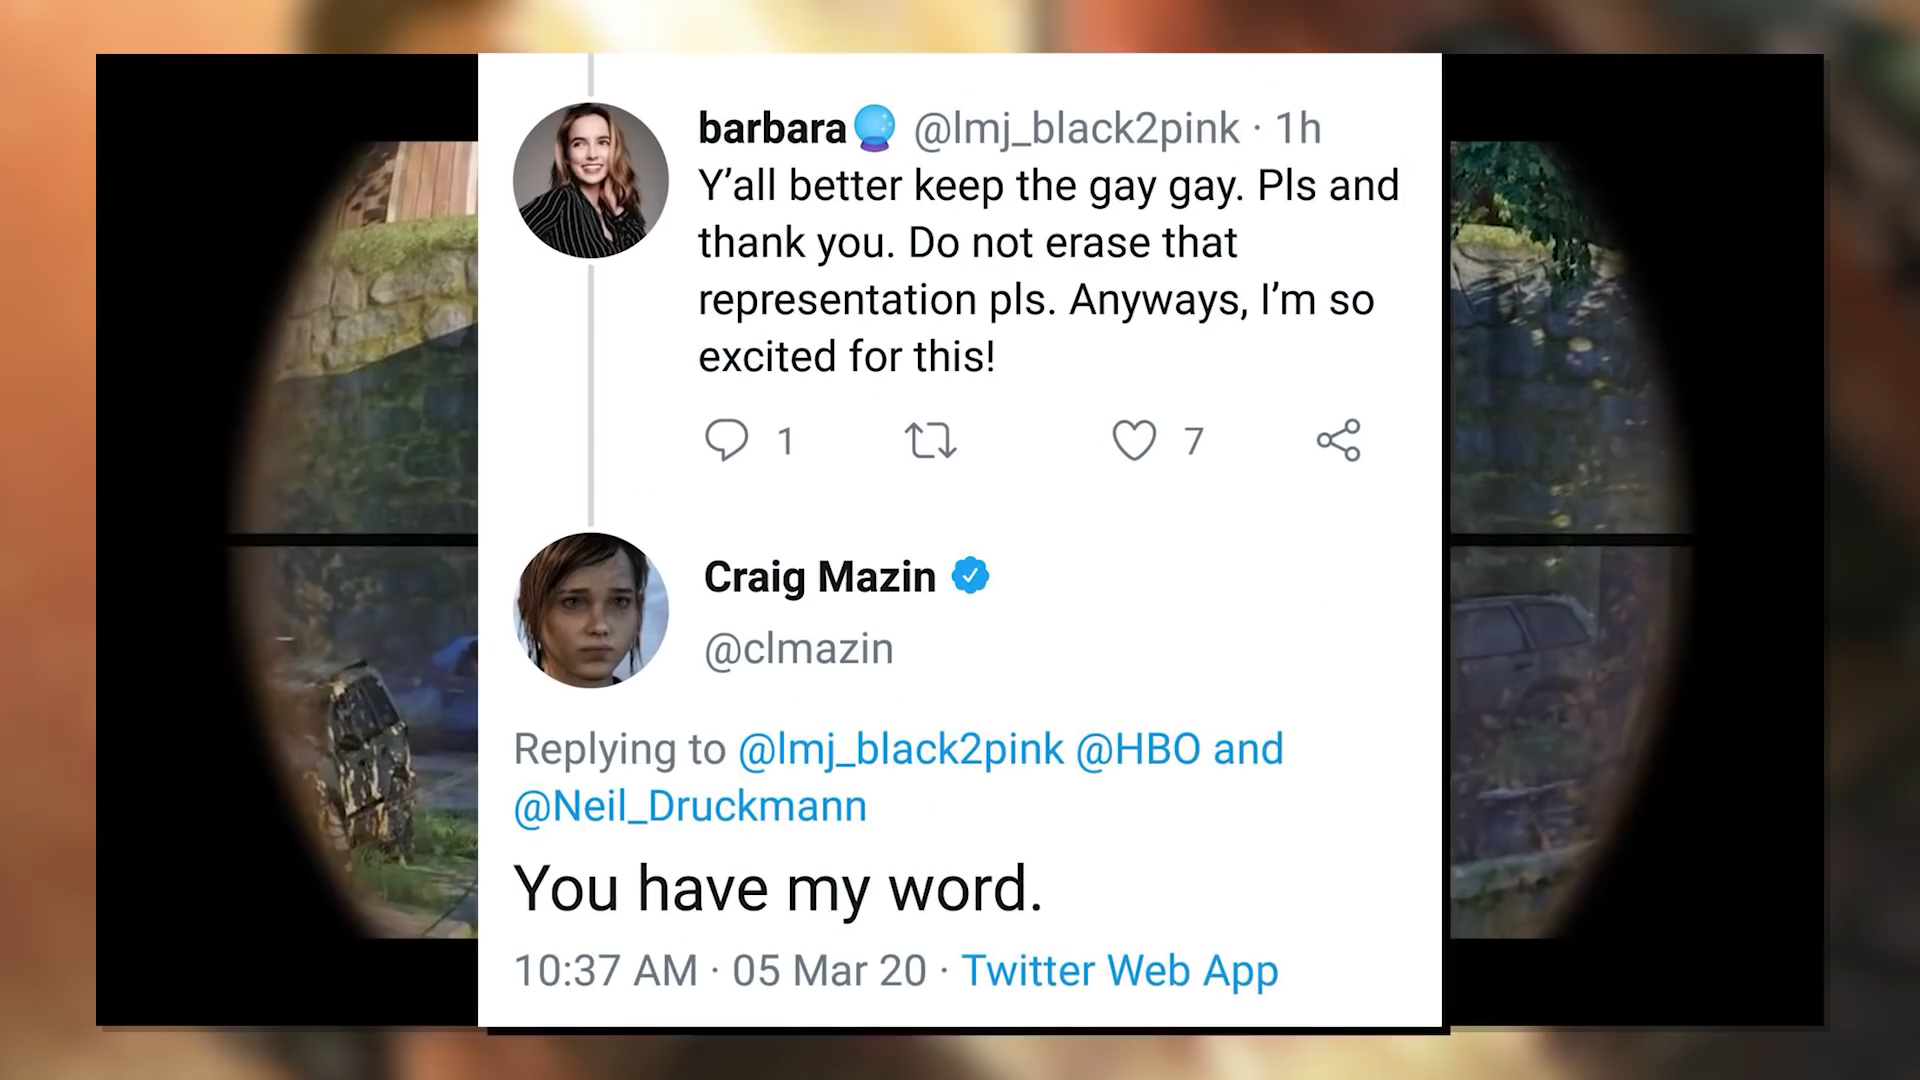 barbara🔮 @lmj_black2pink · 1h
Y’all better keep the gay gay. Pls and
thank you. Do not erase that
representation pls. Anyways, I’m so
excited for this!
1 7
Craig Mazin
@clmazin
Replying to @lmj_black2pink @HBO and
@Neil_Druckmann
You have my word.
10:37 AM · 05 Mar 20 · Twitter Web App